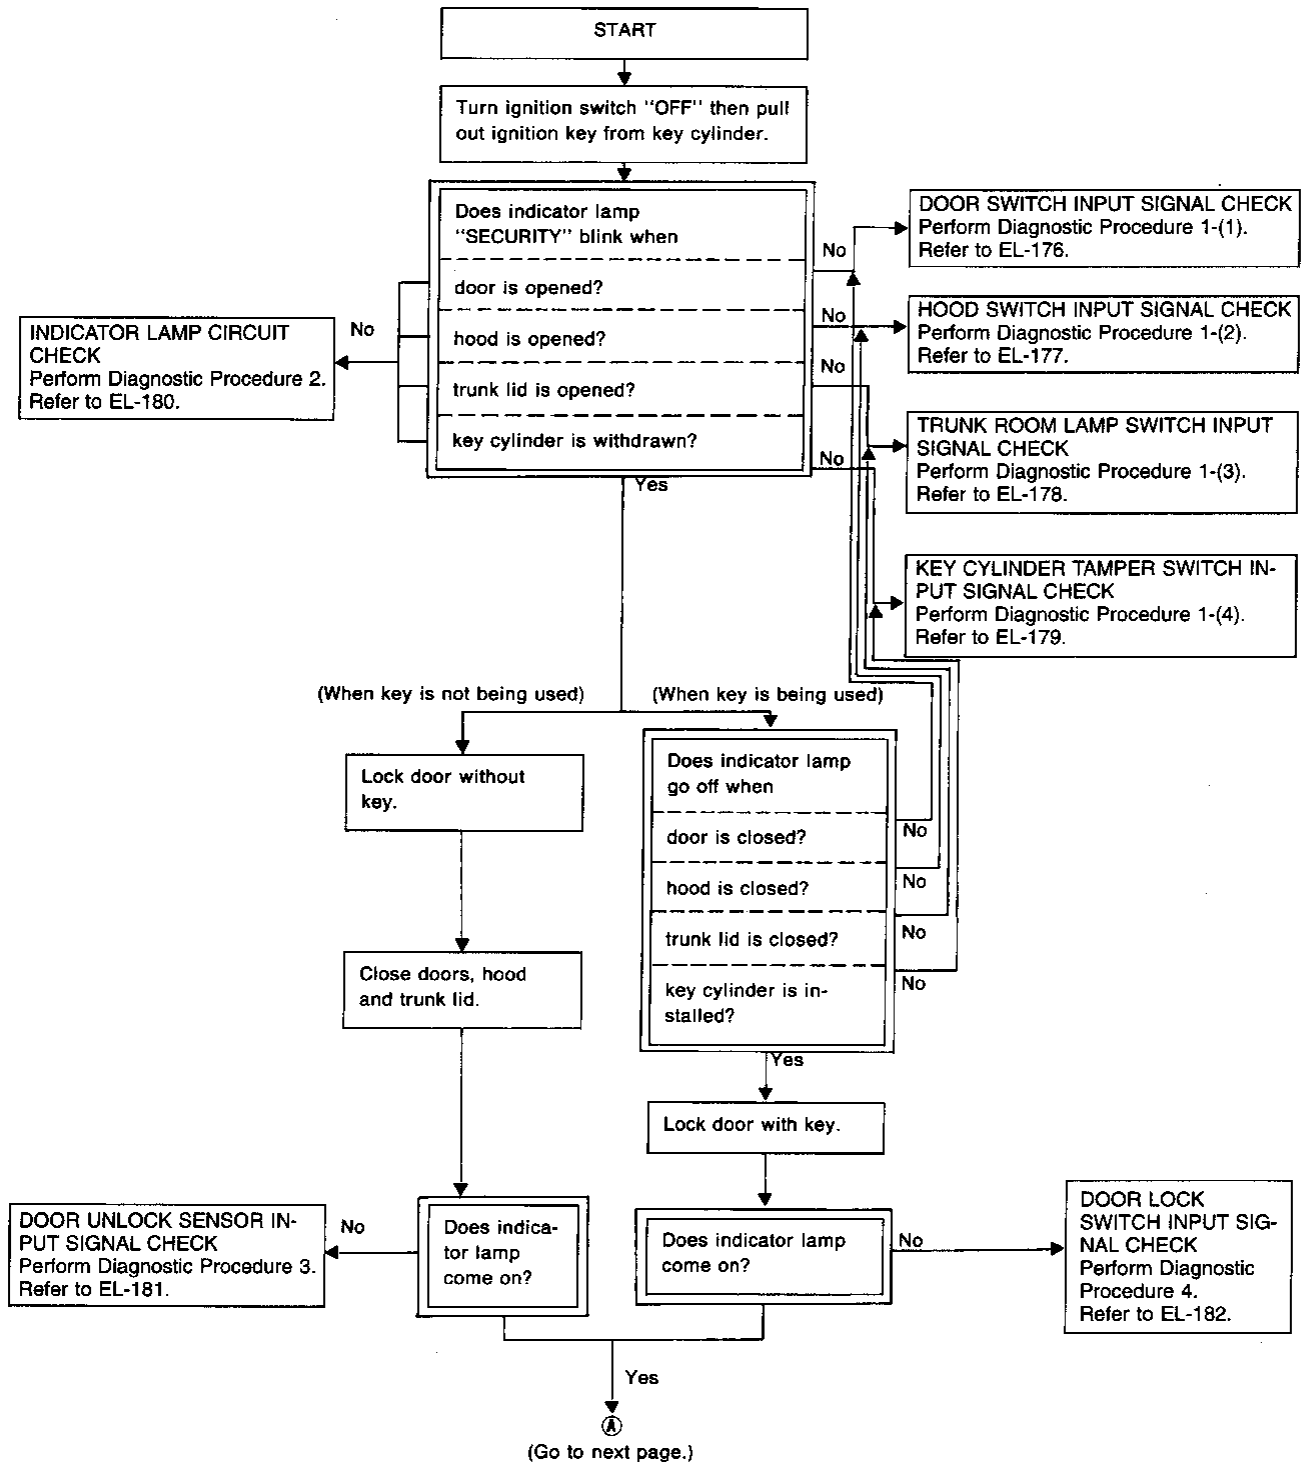 START
Turn ignition switch "OFF" then pull
out ignition key from key cylinder.
Does indicator lamp
"SECURITY" blink when
door is opened?
hood is opened?
trunk lid is opened?
key cylinder is withdrawn?
No
No
No
No
No
Yes
INDICATOR LAMP CIRCUIT
CHECK
Perform Diagnostic Procedure 2.
Refer to EL-180.
DOOR SWITCH INPUT SIGNAL CHECK
Perform Diagnostic Procedure 1-(1).
Refer to EL-176.
HOOD SWITCH INPUT SIGNAL CHECK
Perform Diagnostic Procedure 1-(2).
Refer to EL-177.
TRUNK ROOM LAMP SWITCH INPUT
SIGNAL CHECK
Perform Diagnostic Procedure 1-(3).
Refer to EL-178.
KEY CYLINDER TAMPER SWITCH IN-
PUT SIGNAL CHECK
Perform Diagnostic Procedure 1-(4).
Refer to EL-179.
(When key is not being used)
(When key is being used)
Lock door without
key.
Close doors, hood
and trunk lid.
Does indicator lamp
go off when
door is closed?
hood is closed?
trunk lid is closed?
key cylinder is in-
stalled?
No
No
No
No
Yes
Lock door with key.
DOOR UNLOCK SENSOR IN-
PUT SIGNAL CHECK
Perform Diagnostic Procedure 3.
Refer to EL-181.
No
Does indica-
tor lamp
come on?
Does indicator lamp
come on?
No
DOOR LOCK
SWITCH INPUT SIG-
NAL CHECK
Perform Diagnostic
Procedure 4.
Refer to EL-182.
Yes
Ⓐ
(Go to next page.)